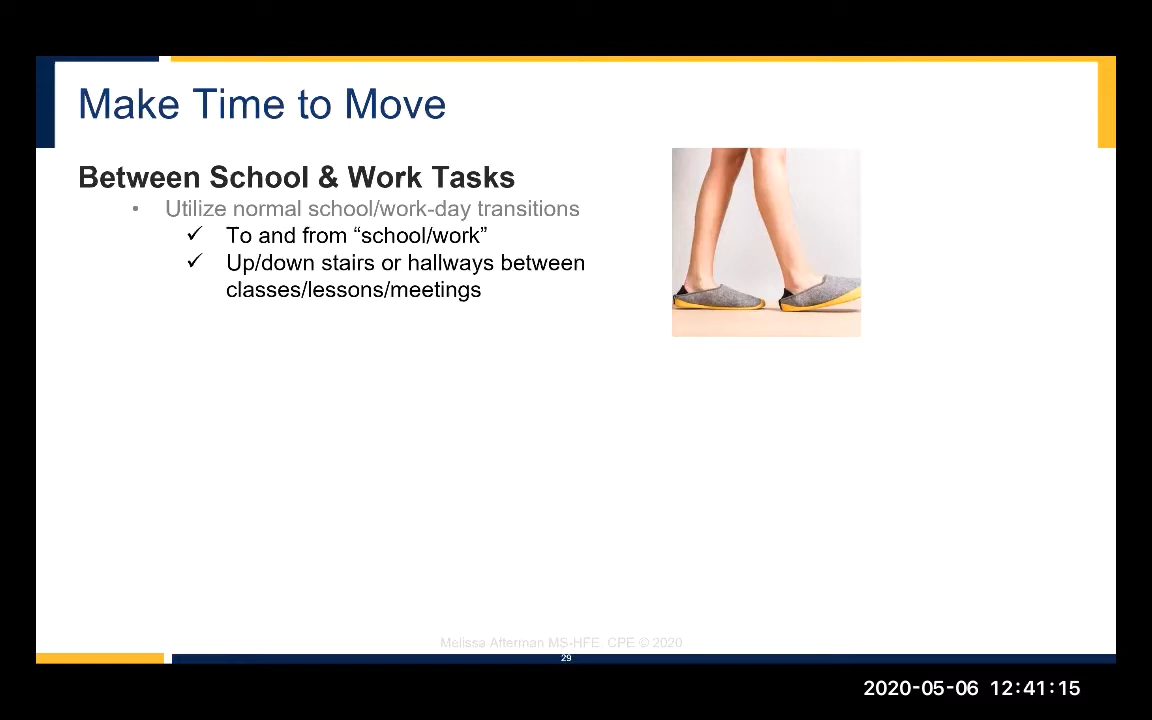 Make Time to Move
Between School & Work Tasks
• Utilize normal school/work-day transitions
✓ To and from “school/work”
✓ Up/down stairs or hallways between
classes/lessons/meetings
Melissa Afterman MS-HFE, CPE © 2020
29
2020-05-06 12:41:15